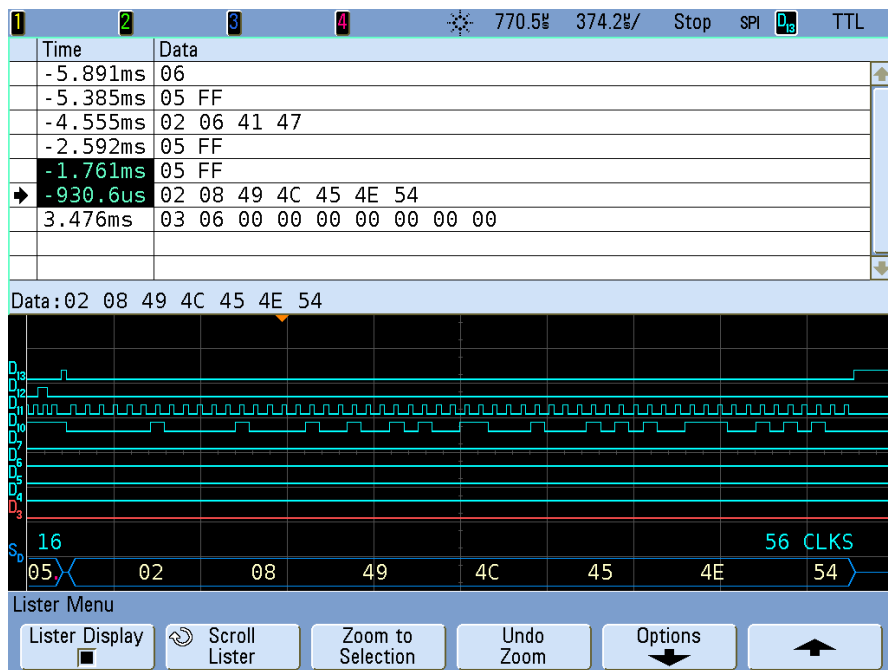 1 2 3 4 770.5㎲ 374.2㎲/ Stop SPI D13 TTL
Time Data
-5.891ms 06
-5.385ms 05 FF
-4.555ms 02 06 41 47
-2.592ms 05 FF
-1.761ms 05 FF
-930.6us 02 08 49 4C 45 4E 54
3.476ms 03 06 00 00 00 00 00 00 00
Data:02 08 49 4C 45 4E 54
D13
D12
D11
D10
D7
D6
D5
D4
D3
16 56 CLKS
SD
05 02 08 49 4C 45 4E 54
Lister Menu
Lister Display Scroll Lister Zoom to Selection Undo Zoom Options